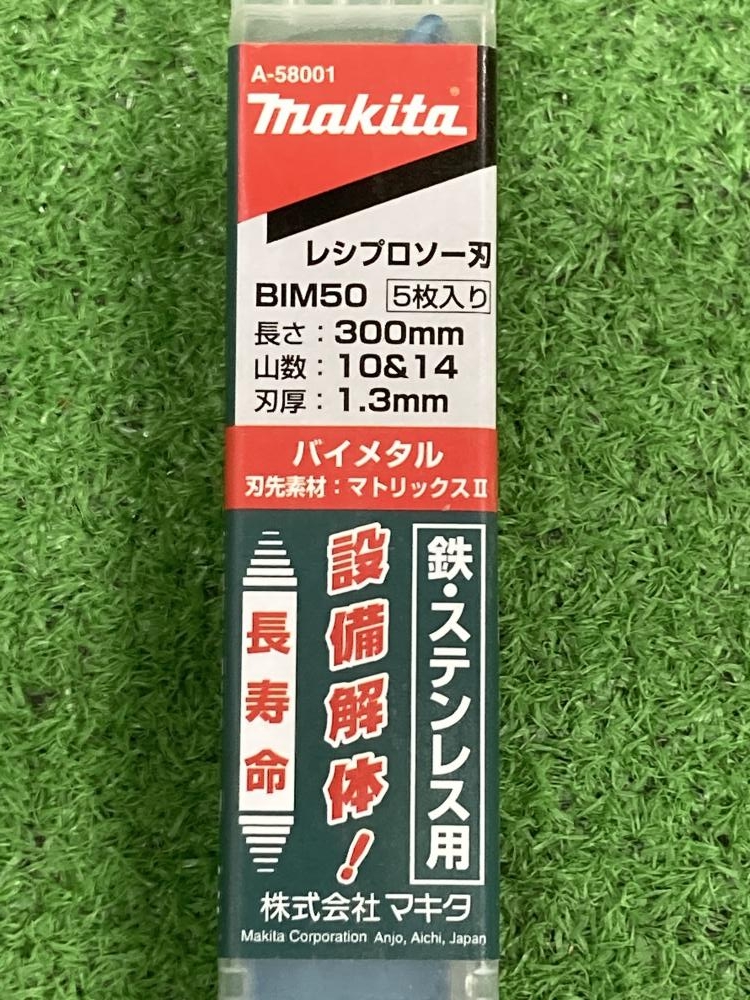 A-58001
makita
レシプロソー刃
BIM50 5枚入り
長さ:300mm
山数:10&14
刃厚:1.3mm
バイメタル
刃先素材:マトリックスⅡ
鉄・ステンレス用
設備解体!
長寿命
株式会社 マキタ
Makita Corporation Anjo, Aichi, Japan